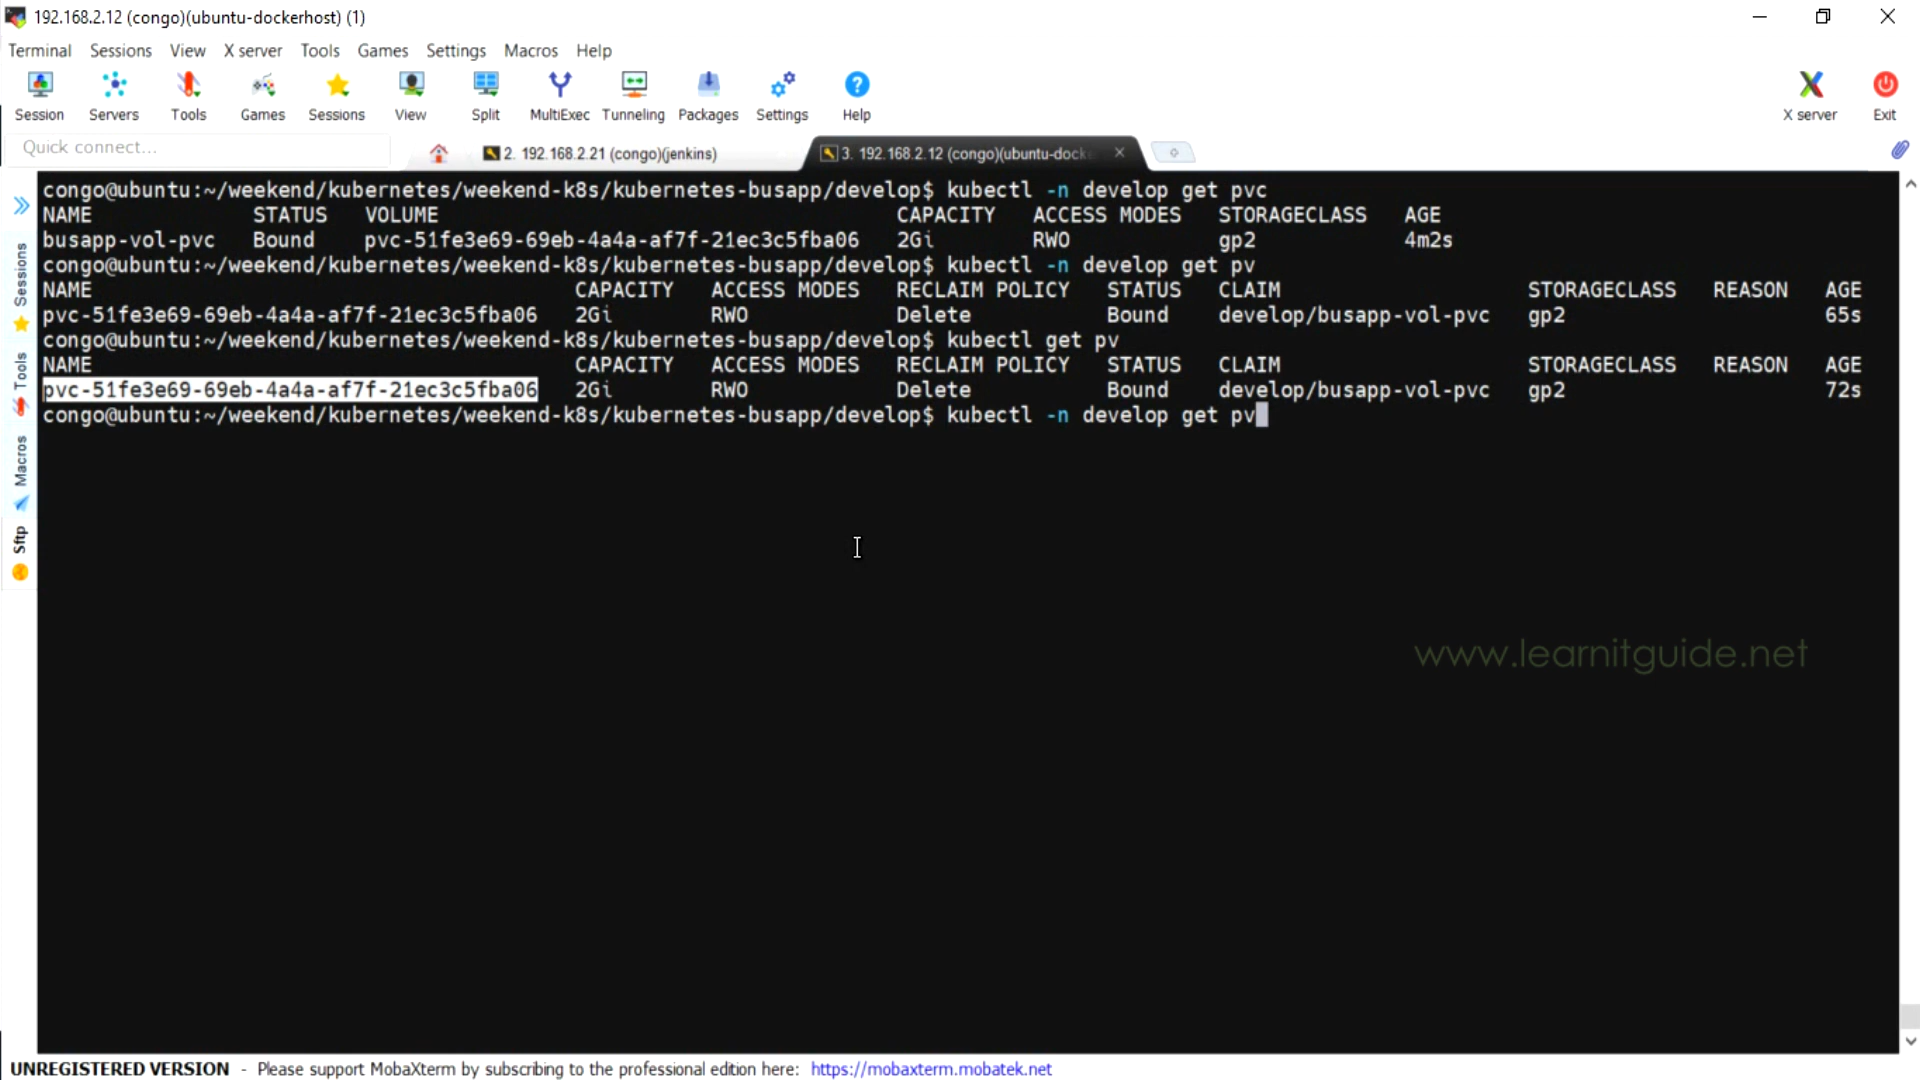 192.168.2.12 (congo)(ubuntu-dockerhost) (1)
Terminal Sessions View X server Tools Games Settings Macros Help
Session Servers Tools Games Sessions View Split MultiExec Tunneling Packages Settings Help X server Exit
Quick connect... 2. 192.168.2.21 (congo)(jenkins) 3. 192.168.2.12 (congo)(ubuntu-dock
congo@ubuntu:~/weekend/kubernetes/weekend-k8s/kubernetes-busapp/develop$ kubectl -n develop get pvc
NAME STATUS VOLUME CAPACITY ACCESS MODES STORAGECLASS AGE
busapp-vol-pvc Bound pvc-51fe3e69-69eb-4a4a-af7f-21ec3c5fba06 2Gi RWO gp2 4m2s
congo@ubuntu:~/weekend/kubernetes/weekend-k8s/kubernetes-busapp/develop$ kubectl -n develop get pv
NAME CAPACITY ACCESS MODES RECLAIM POLICY STATUS CLAIM STORAGECLASS REASON AGE
pvc-51fe3e69-69eb-4a4a-af7f-21ec3c5fba06 2Gi RWO Delete Bound develop/busapp-vol-pvc gp2 65s
congo@ubuntu:~/weekend/kubernetes/weekend-k8s/kubernetes-busapp/develop$ kubectl get pv
NAME CAPACITY ACCESS MODES RECLAIM POLICY STATUS CLAIM STORAGECLASS REASON AGE
pvc-51fe3e69-69eb-4a4a-af7f-21ec3c5fba06 2Gi RWO Delete Bound develop/busapp-vol-pvc gp2 72s
congo@ubuntu:~/weekend/kubernetes/weekend-k8s/kubernetes-busapp/develop$ kubectl -n develop get pv
Sessions
Tools
Macros
Sftp
www.learnitguide.net
UNREGISTERED VERSION - Please support MobaXterm by subscribing to the professional edition here: https://mobaxterm.mobatek.net